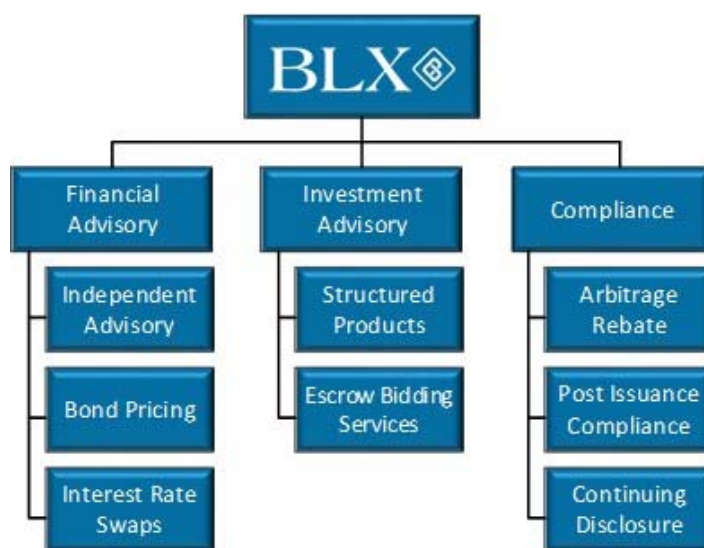 BLX
Financial
Advisory
Independent
Advisory
Bond Pricing
Interest Rate
Swaps
Investment
Advisory
Structured
Products
Escrow Bidding
Services
Compliance
Arbitrage
Rebate
Post Issuance
Compliance
Continuing
Disclosure